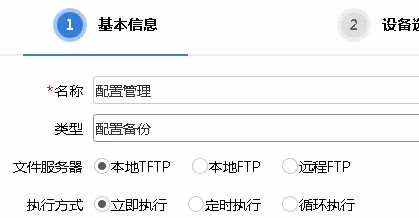 1 基本信息 2 设备选
*名称 配置管理
类型 配置备份
文件服务器 本地TFTP 本地FTP 远程FTP
执行方式 立即执行 定时执行 循环执行